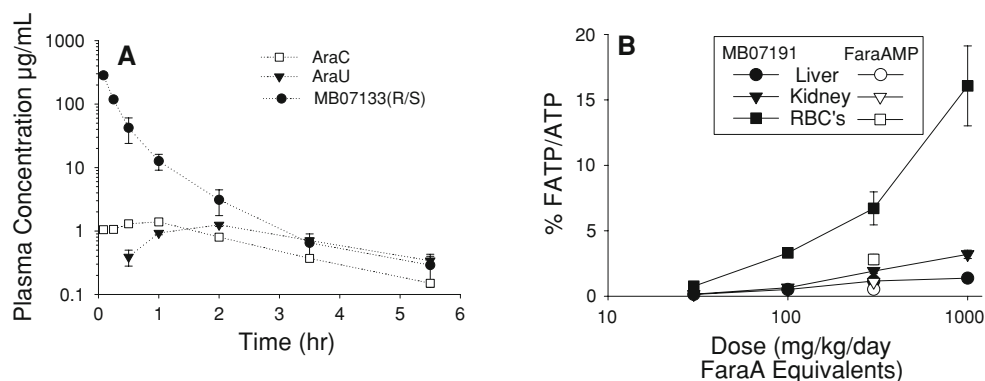 A
Plasma Concentration µg/mL
1000
100
10
1
0.1
AraC
AraU
MB07133(R/S)
0 1 2 3 4 5 6
Time (hr)
B
% FATP/ATP
20
15
10
5
0
MB07191 FaraAMP
Liver
Kidney
RBC's
10 100 1000
Dose (mg/kg/day
FaraA Equivalents)